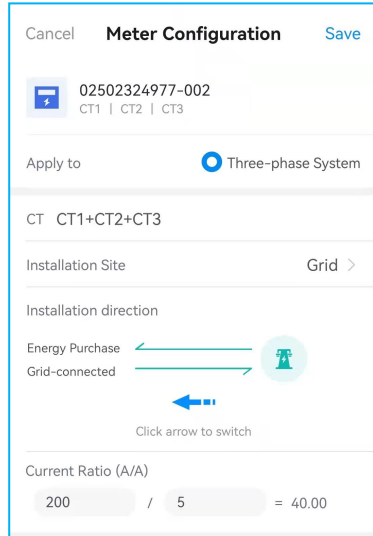 Cancel Meter Configuration Save
02502324977-002
CT1 | CT2 | CT3
Apply to Three-phase System
CT CT1+CT2+CT3
Installation Site Grid >
Installation direction
Energy Purchase
Grid-connected
Click arrow to switch
Current Ratio (A/A)
200 / 5 = 40.00